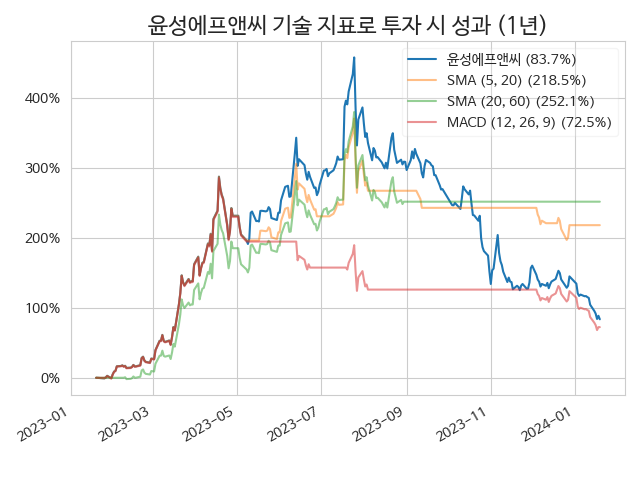 윤성에프앤씨 기술 지표로 투자 시 성과 (1년)
윤성에프앤씨 (83.7%)
SMA (5, 20) (218.5%)
SMA (20, 60) (252.1%)
MACD (12, 26, 9) (72.5%)
400%
300%
200%
100%
0%
2023-01
2023-03
2023-05
2023-07
2023-09
2023-11
2024-01